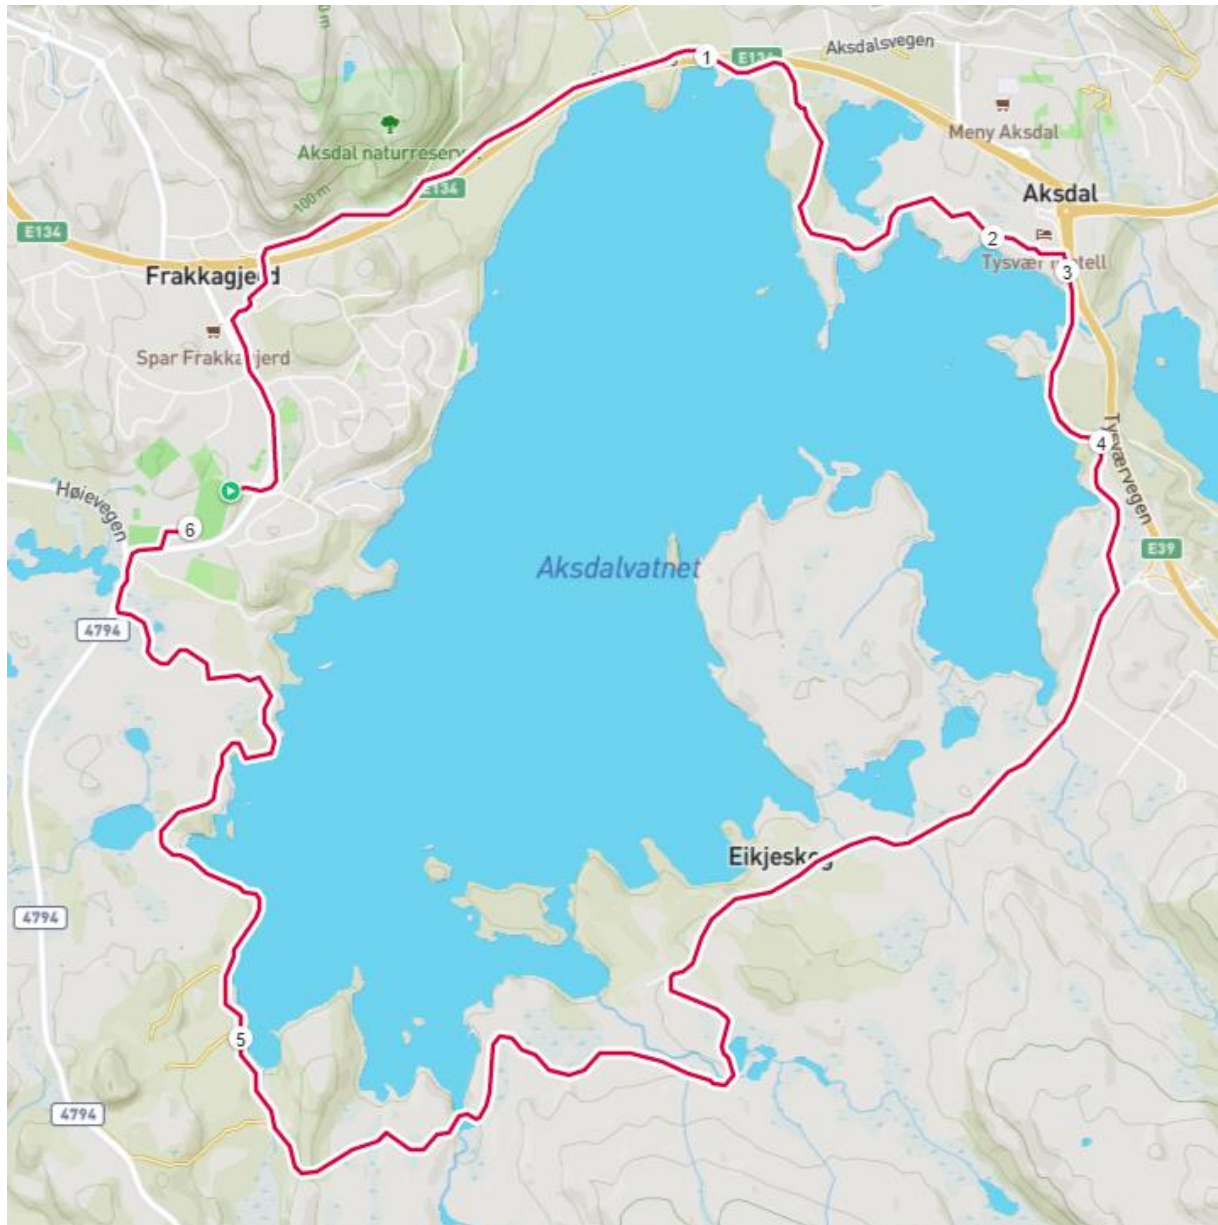 1
E134
Aksdalsvegen
Meny Aksdal
Aksdal naturreserv
100 m
E134
Aksdal
E134
2
Tysvær
tell
3
Frakkagjerd
Spar Frakkagjerd
Tysværvegen
4
Høievegen
6
E39
Aksdalvatnet
4794
Eikjeskog
4794
5
4794